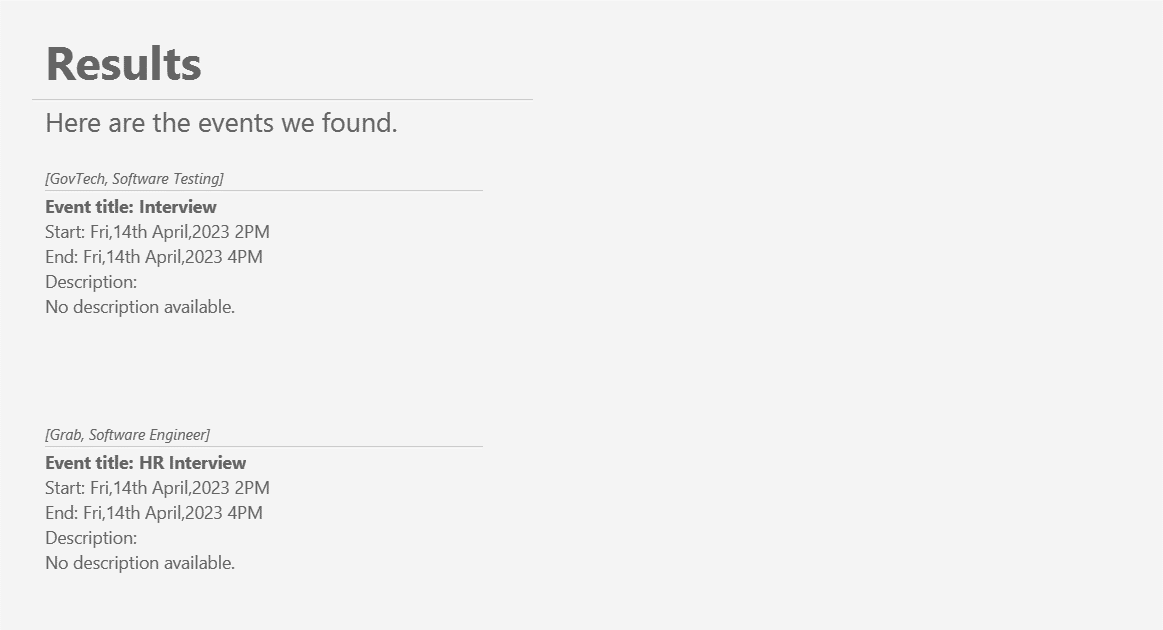 Results
Here are the events we found.
[GovTech, Software Testing]
Event title: Interview
Start: Fri,14th April,2023 2PM
End: Fri,14th April,2023 4PM
Description:
No description available.
[Grab, Software Engineer]
Event title: HR Interview
Start: Fri,14th April,2023 2PM
End: Fri,14th April,2023 4PM
Description:
No description available.